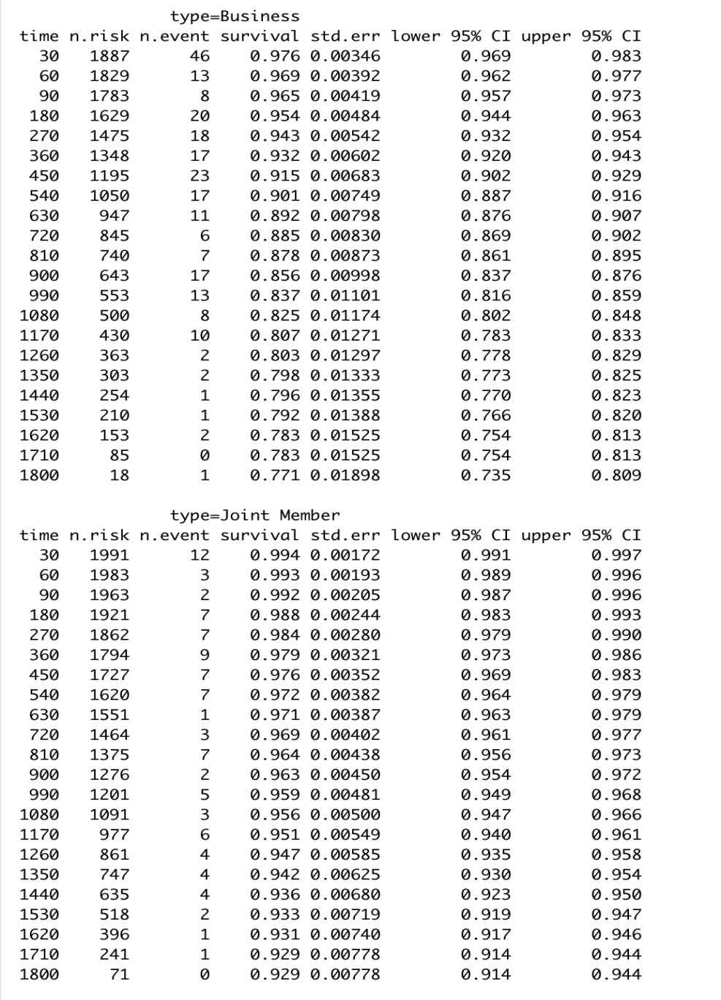 type=Business
time n.risk n.event survival std.err lower 95% CI upper 95% CI
30 1887 46 0.976 0.00346 0.969 0.983
60 1829 13 0.969 0.00392 0.962 0.977
90 1783 8 0.965 0.00419 0.957 0.973
180 1629 20 0.954 0.00484 0.944 0.963
270 1475 18 0.943 0.00542 0.932 0.954
360 1348 17 0.932 0.00602 0.920 0.943
450 1195 23 0.915 0.00683 0.902 0.929
540 1050 17 0.901 0.00749 0.887 0.916
630 947 11 0.892 0.00798 0.876 0.907
720 845 6 0.885 0.00830 0.869 0.902
810 740 7 0.878 0.00873 0.861 0.895
900 643 17 0.856 0.00998 0.837 0.876
990 553 13 0.837 0.01101 0.816 0.859
1080 500 8 0.825 0.01174 0.802 0.848
1170 430 10 0.807 0.01271 0.783 0.833
1260 363 2 0.803 0.01297 0.778 0.829
1350 303 2 0.798 0.01333 0.773 0.825
1440 254 1 0.796 0.01355 0.770 0.823
1530 210 1 0.792 0.01388 0.766 0.820
1620 153 2 0.783 0.01525 0.754 0.813
1710 85 0 0.783 0.01525 0.754 0.813
1800 18 1 0.771 0.01898 0.735 0.809
type=Joint Member
time n.risk n.event survival std.err lower 95% CI upper 95% CI
30 1991 12 0.994 0.00172 0.991 0.997
60 1983 3 0.993 0.00193 0.989 0.996
90 1963 2 0.992 0.00205 0.987 0.996
180 1921 7 0.988 0.00244 0.983 0.993
270 1862 7 0.984 0.00280 0.979 0.990
360 1794 9 0.979 0.00321 0.973 0.986
450 1727 7 0.976 0.00352 0.969 0.983
540 1620 7 0.972 0.00382 0.964 0.979
630 1551 1 0.971 0.00387 0.963 0.979
720 1464 3 0.969 0.00402 0.961 0.977
810 1375 7 0.964 0.00438 0.956 0.973
900 1276 2 0.963 0.00450 0.954 0.972
990 1201 5 0.959 0.00481 0.949 0.968
1080 1091 3 0.956 0.00500 0.947 0.966
1170 977 6 0.951 0.00549 0.940 0.961
1260 861 4 0.947 0.00585 0.935 0.958
1350 747 4 0.942 0.00625 0.930 0.954
1440 635 4 0.936 0.00680 0.923 0.950
1530 518 2 0.933 0.00719 0.919 0.947
1620 396 1 0.931 0.00740 0.917 0.946
1710 241 1 0.929 0.00778 0.914 0.944
1800 71 0 0.929 0.00778 0.914 0.944